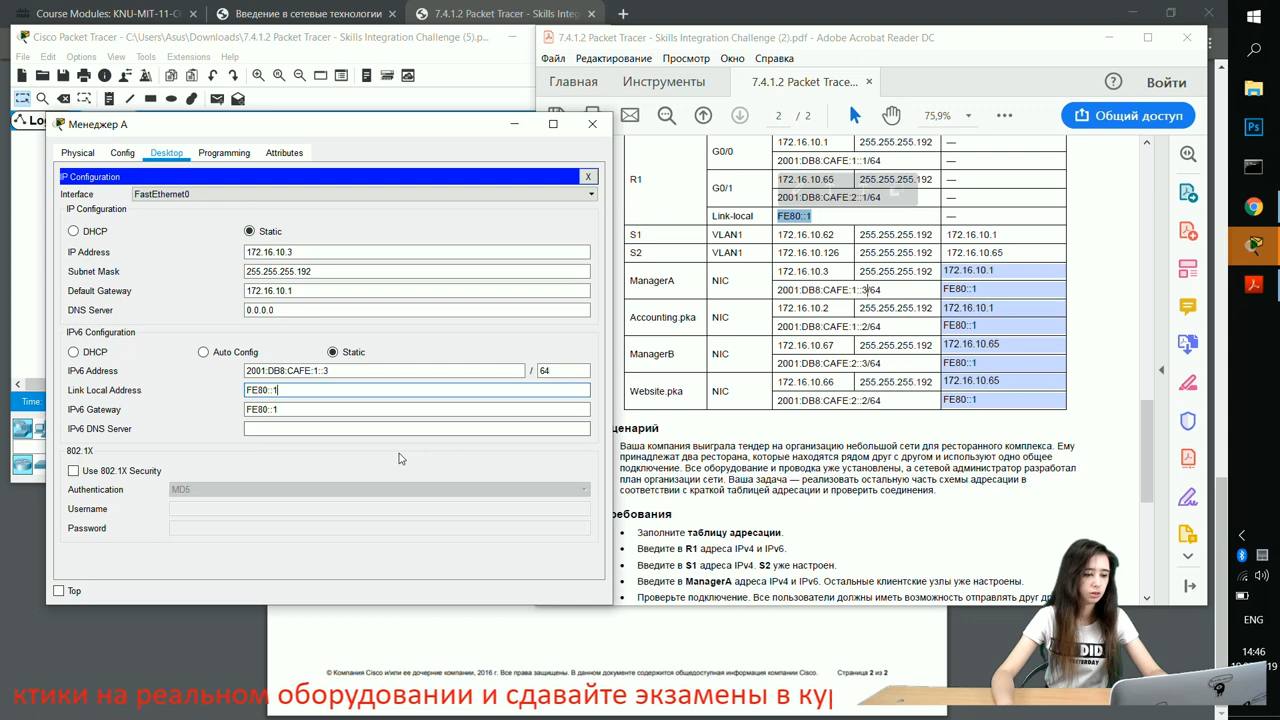 Course Modules: KNU-MIT-11-C
Введение в сетевые технологии
7.4.1.2 Packet Tracer - Skills Integ
Cisco Packet Tracer - C:\Users\Asus\Downloads\7.4.1.2 Packet Tracer - Skills Integration Challenge (5).p...
File Edit Options View Tools Extensions Help
Менеджер A
Physical Config Desktop Programming Attributes
IP Configuration X
Interface FastEthernet0
IP Configuration
DHCP Static
IP Address 172.16.10.3
Subnet Mask 255.255.255.192
Default Gateway 172.16.10.1
DNS Server 0.0.0.0
IPv6 Configuration
DHCP Auto Config Static
IPv6 Address 2001:DB8:CAFE:1::3 / 64
Link Local Address FE80::1
IPv6 Gateway FE80::1
IPv6 DNS Server
802.1X
Use 802.1X Security
Authentication MD5
Username
Password
Top
Time:
7.4.1.2 Packet Tracer - Skills Integration Challenge (2).pdf - Adobe Acrobat Reader DC
Файл Редактирование Просмотр Окно Справка
Главная Инструменты 7.4.1.2 Packet Trace... Войти
2 / 2 75,9% Общий доступ
R1 G0/0 172.16.10.1 255.255.255.192 —
2001:DB8:CAFE:1::1/64 —
G0/1 172.16.10.65 255.255.255.192 —
2001:DB8:CAFE:2::1/64 —
Link-local FE80::1 —
S1 VLAN1 172.16.10.62 255.255.255.192 172.16.10.1
S2 VLAN1 172.16.10.126 255.255.255.192 172.16.10.65
ManagerA NIC 172.16.10.3 255.255.255.192 172.16.10.1
2001:DB8:CAFE:1::3/64 FE80::1
Accounting.pka NIC 172.16.10.2 255.255.255.192 172.16.10.1
2001:DB8:CAFE:1::2/64 FE80::1
ManagerB NIC 172.16.10.67 255.255.255.192 172.16.10.65
2001:DB8:CAFE:2::3/64 FE80::1
Website.pka NIC 172.16.10.66 255.255.255.192 172.16.10.65
2001:DB8:CAFE:2::2/64 FE80::1
ценарий
Ваша компания выиграла тендер на организацию небольшой сети для ресторанного комплекса. Ему
принадлежат два ресторана, которые находятся рядом друг с другом и используют одно общее
подключение. Все оборудование и проводка уже установлены, а сетевой администратор разработал
план организации сети. Ваша задача — реализовать остальную часть схемы адресации в
соответствии с краткой таблицей адресации и проверить соединения.
ребования
Заполните таблицу адресации.
Введите в R1 адреса IPv4 и IPv6.
Введите в S1 адреса IPv4. S2 уже настроен.
Введите в ManagerA адреса IPv4 и IPv6. Остальные клиентские узлы уже настроены.
Проверьте подключение. Все пользователи должны иметь возможность отправлять друг д
© Компания Cisco и/или ее дочерние компании, 2016 г. Все права защищены. В данном документе содержится общедоступная информация компании Cisco. Страница 2 из 2
ENG
14:46
ктики на реальном оборудовании и сдавайте экзамены в кур